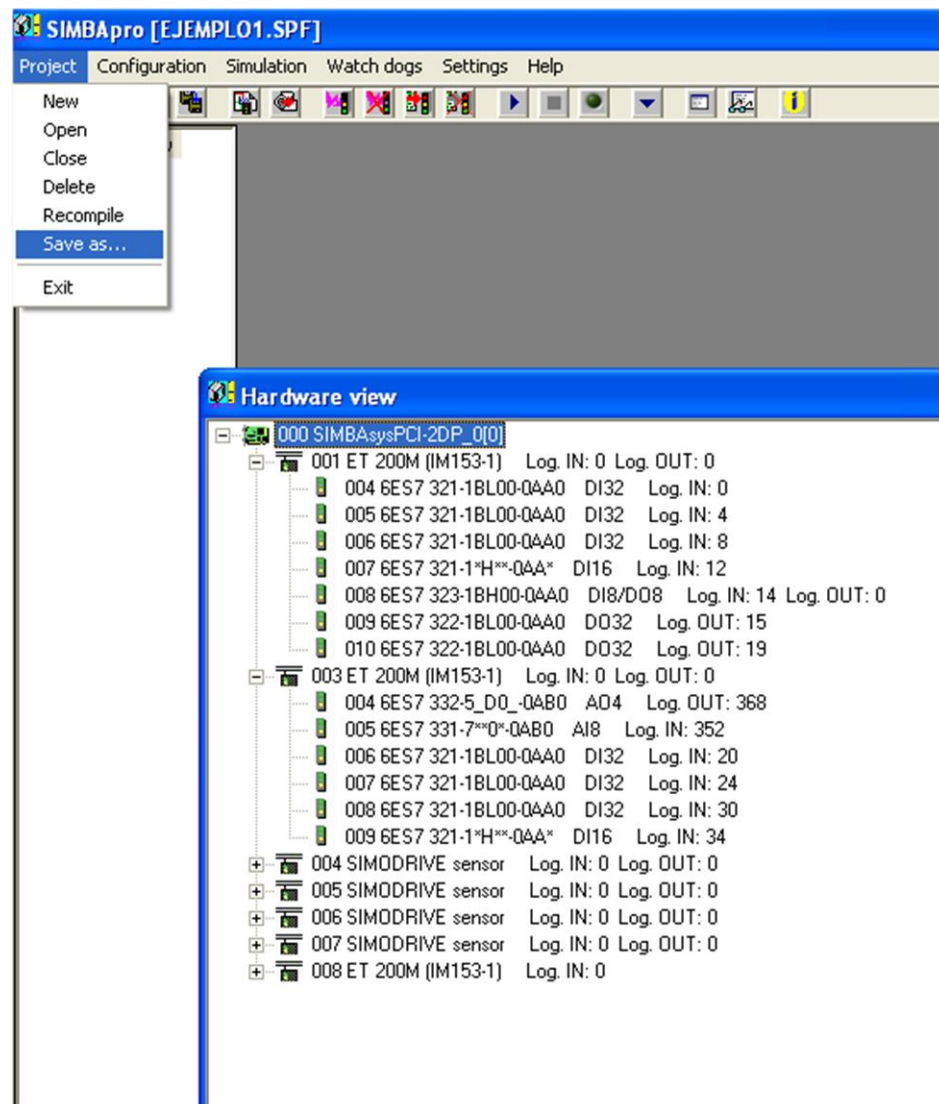 SIMBApro [EJEMPLO1.SPF]
Project Configuration Simulation Watch dogs Settings Help
New
Open
Close
Delete
Recompile
Save as...
Exit
Hardware view
000 SIMBAsysPCI-2DP_0[0]
001 ET 200M (IM153-1) Log. IN: 0 Log. OUT: 0
004 6ES7 321-1BL00-0AA0 DI32 Log. IN: 0
005 6ES7 321-1BL00-0AA0 DI32 Log. IN: 4
006 6ES7 321-1BL00-0AA0 DI32 Log. IN: 8
007 6ES7 321-1*H**-0AA* DI16 Log. IN: 12
008 6ES7 323-1BH00-0AA0 DI8/DO8 Log. IN: 14 Log. OUT: 0
009 6ES7 322-1BL00-0AA0 DO32 Log. OUT: 15
010 6ES7 322-1BL00-0AA0 DO32 Log. OUT: 19
003 ET 200M (IM153-1) Log. IN: 0 Log. OUT: 0
004 6ES7 332-5_D0_-0AB0 AO4 Log. OUT: 368
005 6ES7 331-7**0*-0AB0 AI8 Log. IN: 352
006 6ES7 321-1BL00-0AA0 DI32 Log. IN: 20
007 6ES7 321-1BL00-0AA0 DI32 Log. IN: 24
008 6ES7 321-1BL00-0AA0 DI32 Log. IN: 30
009 6ES7 321-1*H**-0AA* DI16 Log. IN: 34
004 SIMODRIVE sensor Log. IN: 0 Log. OUT: 0
005 SIMODRIVE sensor Log. IN: 0 Log. OUT: 0
006 SIMODRIVE sensor Log. IN: 0 Log. OUT: 0
007 SIMODRIVE sensor Log. IN: 0 Log. OUT: 0
008 ET 200M (IM153-1) Log. IN: 0